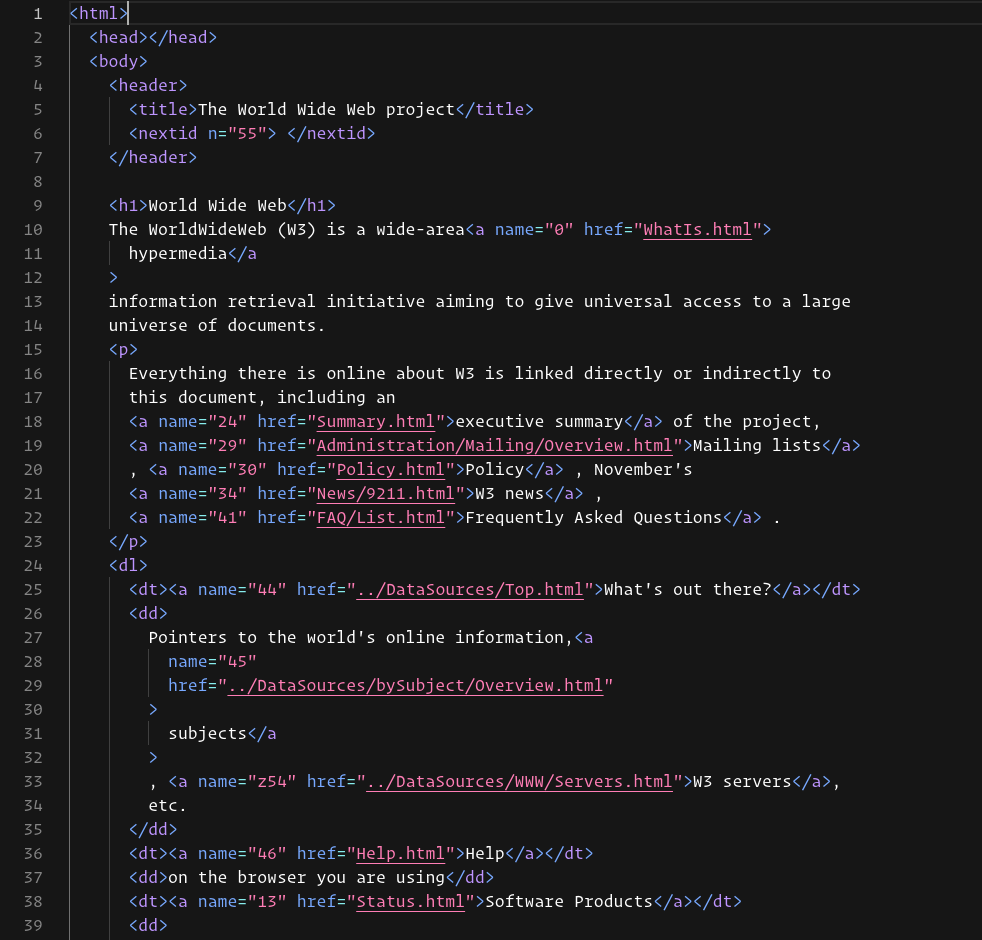 1 <html>
2 <head></head>
3 <body>
4 <header>
5 <title>The World Wide Web project</title>
6 <nextid n="55"> </nextid>
7 </header>
8
9 <h1>World Wide Web</h1>
10 The WorldWideWeb (W3) is a wide-area<a name="0" href="WhatIs.html">
11 hypermedia</a
12 >
13 information retrieval initiative aiming to give universal access to a large
14 universe of documents.
15 <p>
16 Everything there is online about W3 is linked directly or indirectly to
17 this document, including an
18 <a name="24" href="Summary.html">executive summary</a> of the project,
19 <a name="29" href="Administration/Mailing/Overview.html">Mailing lists</a>
20 , <a name="30" href="Policy.html">Policy</a> , November's
21 <a name="34" href="News/9211.html">W3 news</a> ,
22 <a name="41" href="FAQ/List.html">Frequently Asked Questions</a> .
23 </p>
24 <dl>
25 <dt><a name="44" href="../DataSources/Top.html">What's out there?</a></dt>
26 <dd>
27 Pointers to the world's online information,<a
28 name="45"
29 href="../DataSources/bySubject/Overview.html"
30 >
31 subjects</a
32 >
33 , <a name="z54" href="../DataSources/WWW/Servers.html">W3 servers</a>,
34 etc.
35 </dd>
36 <dt><a name="46" href="Help.html">Help</a></dt>
37 <dd>on the browser you are using</dd>
38 <dt><a name="13" href="Status.html">Software Products</a></dt>
39 <dd>